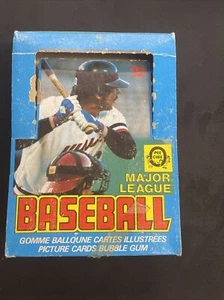 MAJOR
LEAGUE
BASEBALL
GOMME BALLOUNE CARTES ILLUSTRÉES
PICTURE CARDS BUBBLE GUM